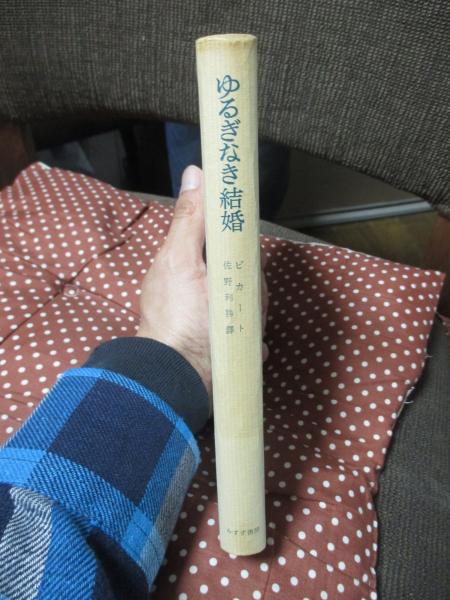 ゆるぎなき結婚
ピカート
佐野利勝譯
みすず書房